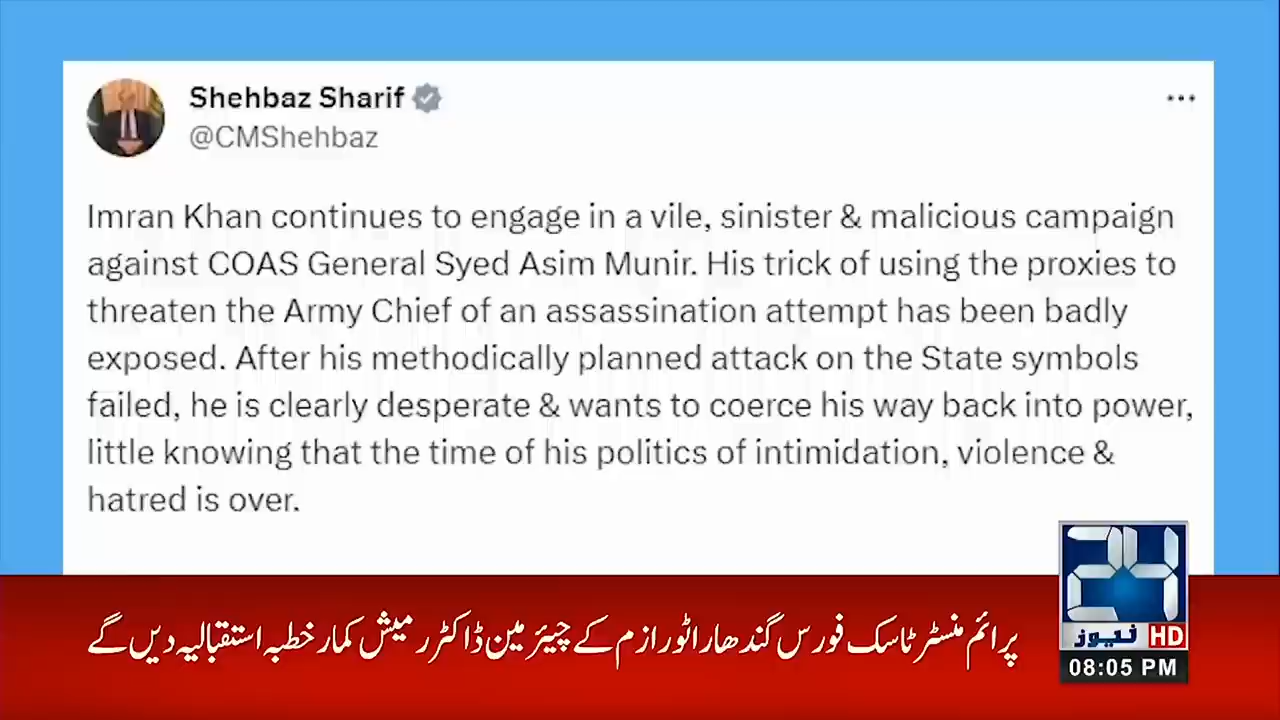 Shehbaz Sharif
@CMShehbaz
Imran Khan continues to engage in a vile, sinister & malicious campaign
against COAS General Syed Asim Munir. His trick of using the proxies to
threaten the Army Chief of an assassination attempt has been badly
exposed. After his methodically planned attack on the State symbols
failed, he is clearly desperate & wants to coerce his way back into power,
little knowing that the time of his politics of intimidation, violence &
hatred is over.
24
نیوز HD
پرائم منسٹر ٹاسک فورس گندھارا ٹورازم کے چیئرمین ڈاکٹر رمیش کمار خطبہ استقبالیہ دیں گے
08:05 PM